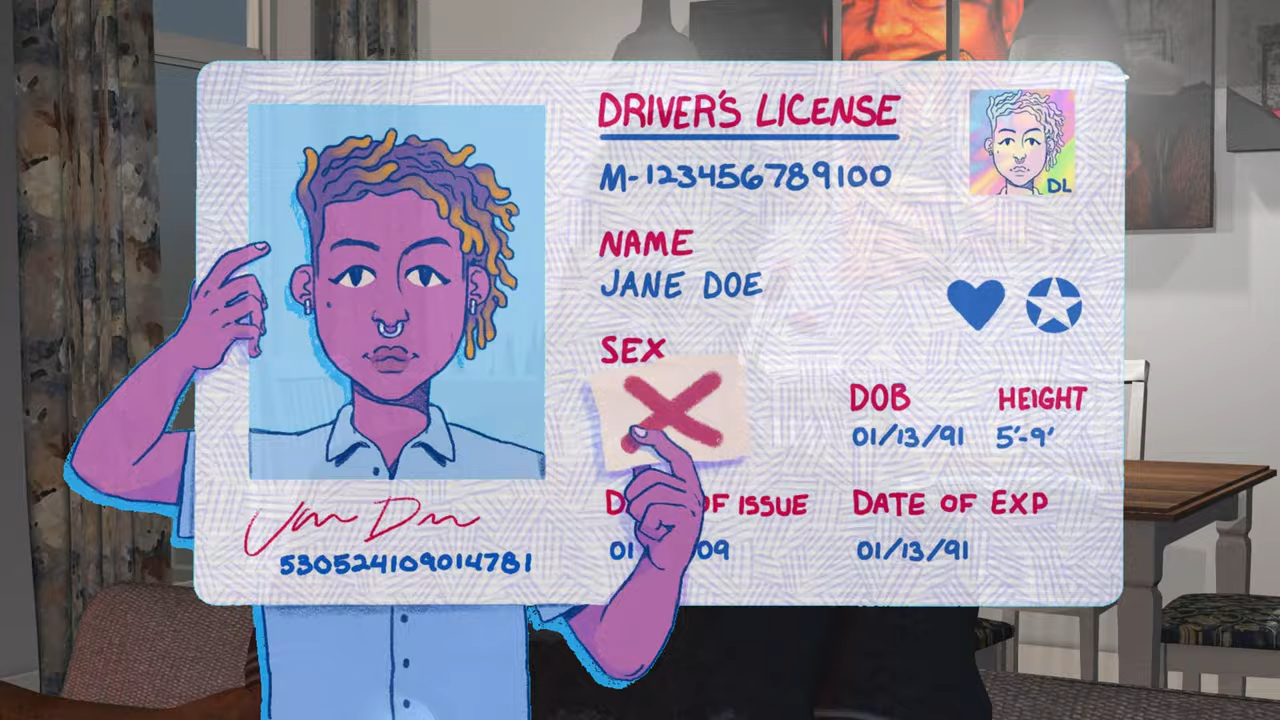 DRIVER'S LICENSE
M-123456789100
DL
NAME
JANE DOE
SEX
X
DOB
01/13/91
HEIGHT
5'-9'
OF ISSUE
01
09
DATE OF EXP
01/13/91
530524109014781